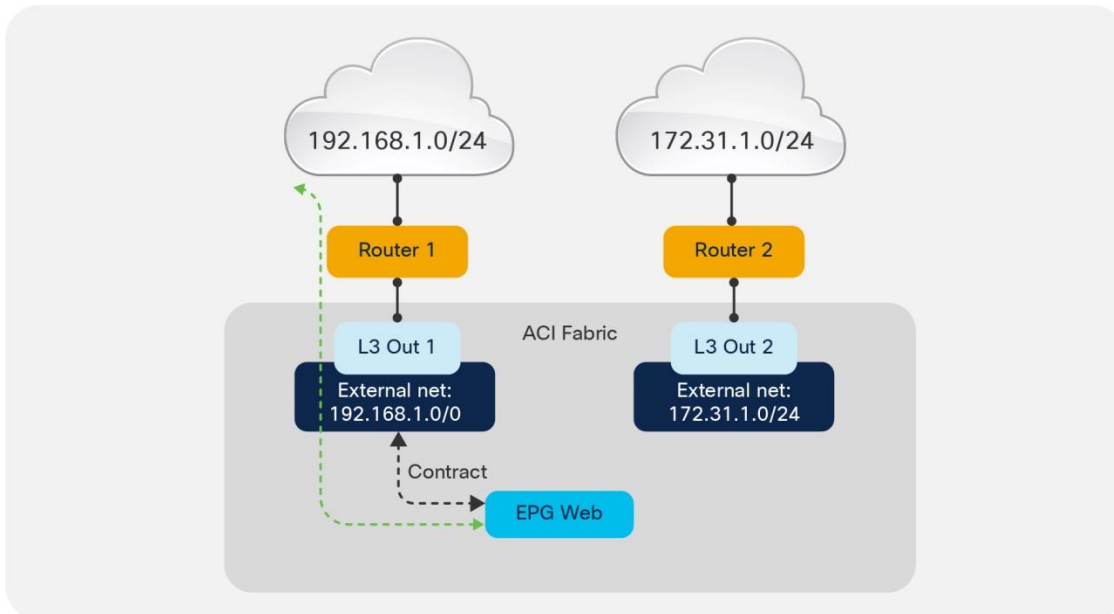 192.168.1.0/24
172.31.1.0/24
Router 1
Router 2
ACI Fabric
L3 Out 1
L3 Out 2
External net:
192.168.1.0/0
External net:
172.31.1.0/24
Contract
EPG Web